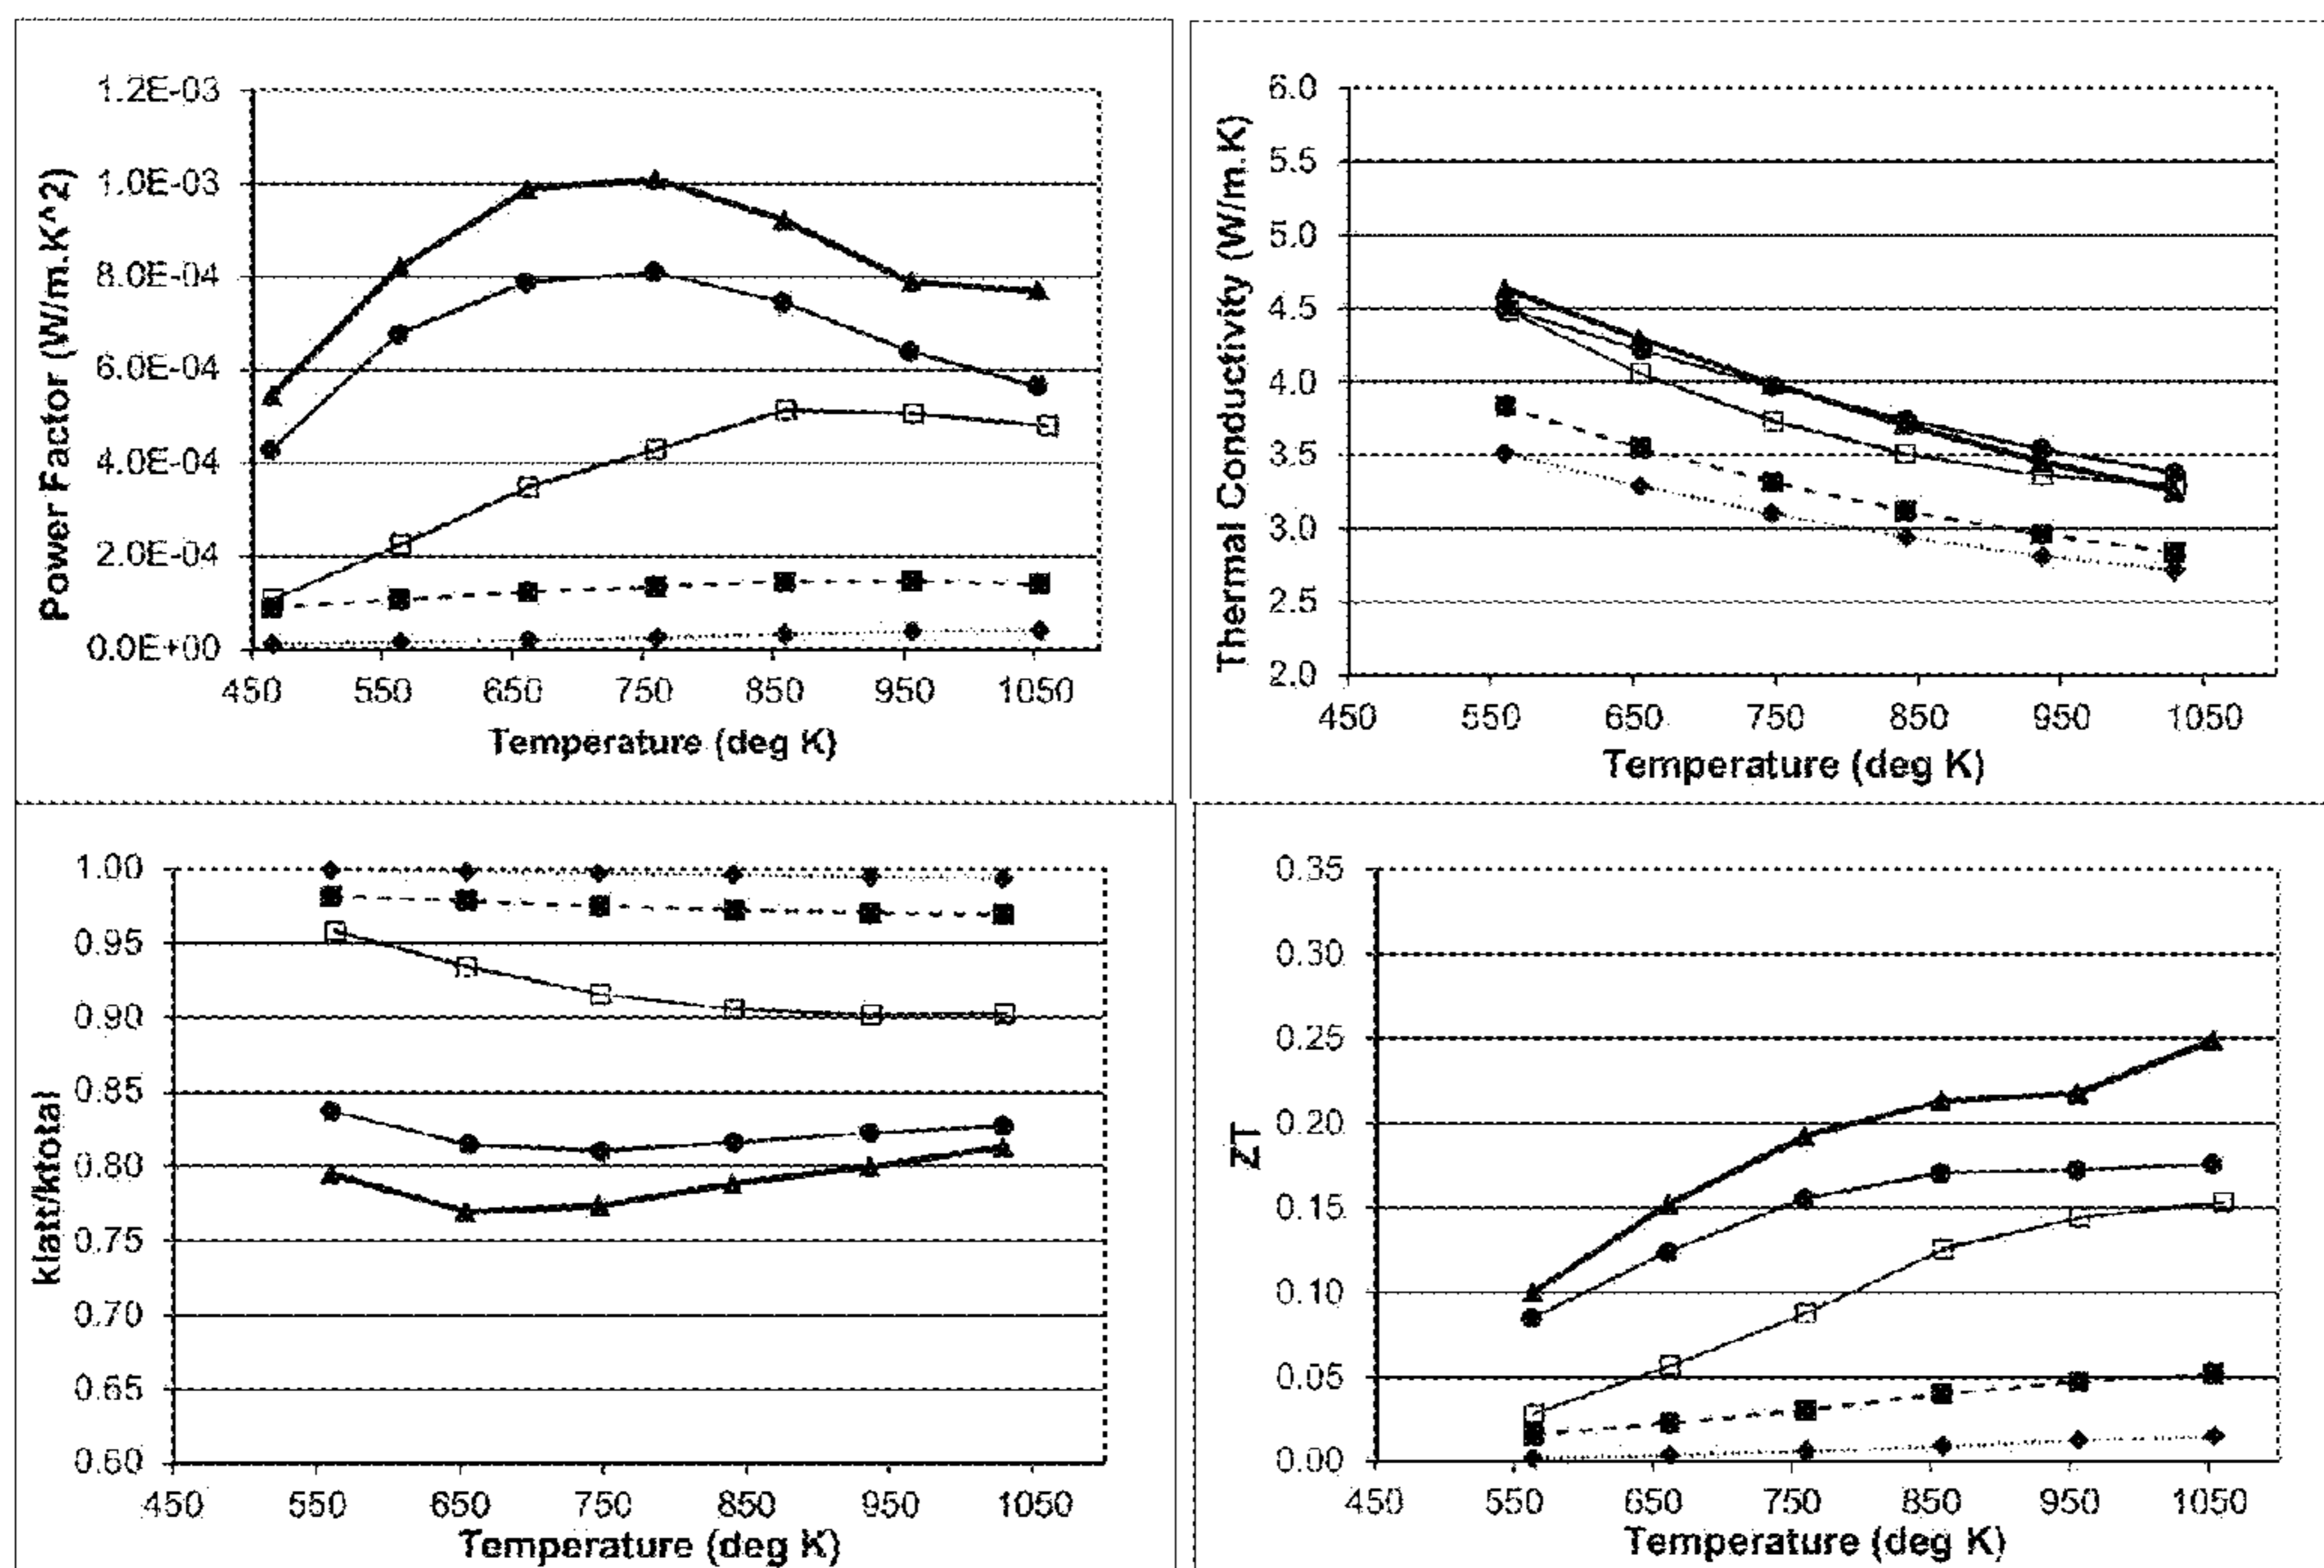 Power Factor (W/m.K^2)
1.2E-03
1.0E-03
8.0E-04
6.0E-04
4.0E-04
2.0E-04
0.0E+00
450 550 650 750 850 950 1050
Temperature (deg K)
Thermal Conductivity (W/m.K)
6.0
5.5
5.0
4.5
4.0
3.5
3.0
2.5
2.0
450 550 650 750 850 950 1050
Temperature (deg K)
klatt/ktotal
1.00
0.95
0.90
0.85
0.80
0.75
0.70
0.65
0.60
450 550 650 750 850 950 1050
Temperature (deg K)
ZT
0.35
0.30
0.25
0.20
0.15
0.10
0.05
0.00
450 550 650 750 850 950 1050
Temperature (deg K)